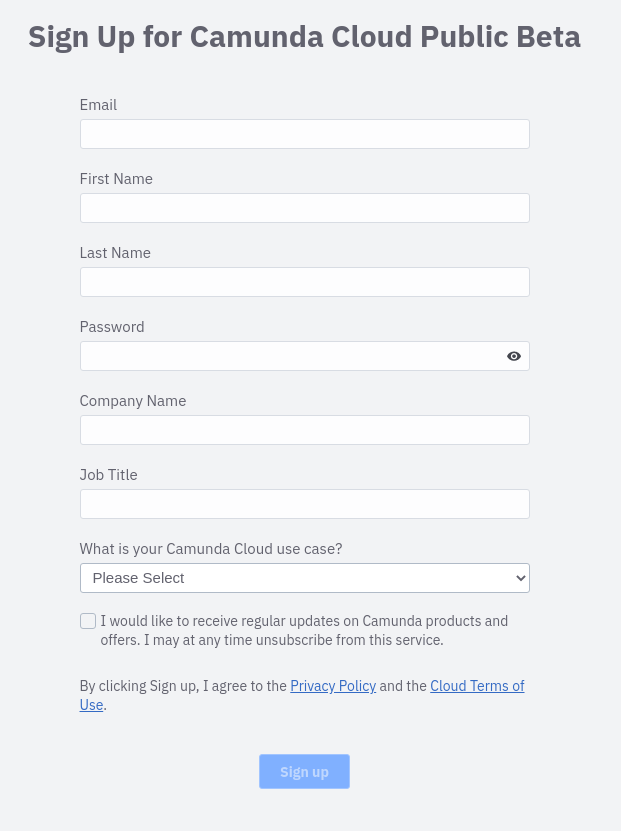 Sign Up for Camunda Cloud Public Beta
Email
First Name
Last Name
Password
Company Name
Job Title
What is your Camunda Cloud use case?
Please Select
I would like to receive regular updates on Camunda products and
offers. I may at any time unsubscribe from this service.
By clicking Sign up, I agree to the Privacy Policy and the Cloud Terms of
Use.
Sign up